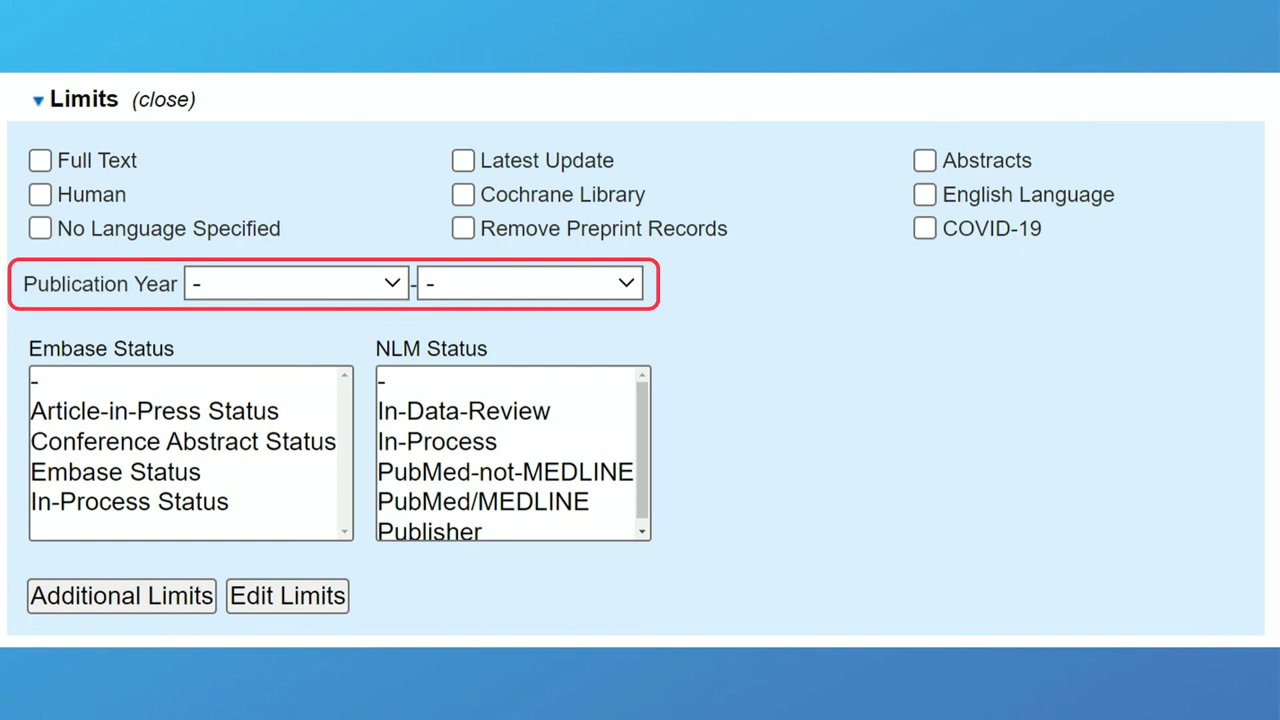 Limits (close)
Full Text
Latest Update
Abstracts
Human
Cochrane Library
English Language
No Language Specified
Remove Preprint Records
COVID-19
Publication Year - - -
Embase Status
-
Article-in-Press Status
Conference Abstract Status
Embase Status
In-Process Status
NLM Status
-
In-Data-Review
In-Process
PubMed-not-MEDLINE
PubMed/MEDLINE
Publisher
Additional Limits
Edit Limits